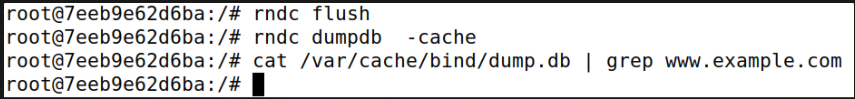 root@7eeb9e62d6ba:/# rndc flush
root@7eeb9e62d6ba:/# rndc dumpdb  -cache
root@7eeb9e62d6ba:/# cat /var/cache/bind/dump.db | grep www.example.com
root@7eeb9e62d6ba:/#